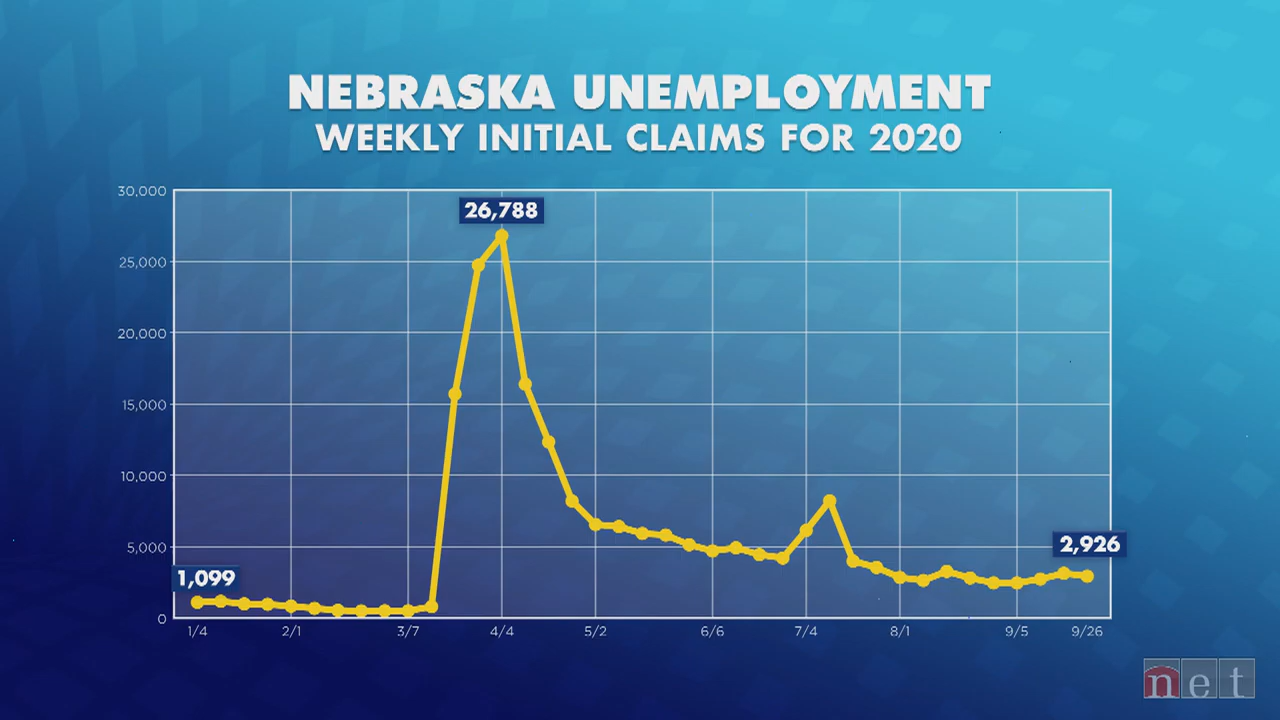 NEBRASKA UNEMPLOYMENT
WEEKLY INITIAL CLAIMS FOR 2020
30,000
26,788
25,000
20,000
15,000
10,000
5,000
2,926
1,099
0
1/4 2/1 3/7 4/4 5/2 6/6 7/4 8/1 9/5 9/26
net